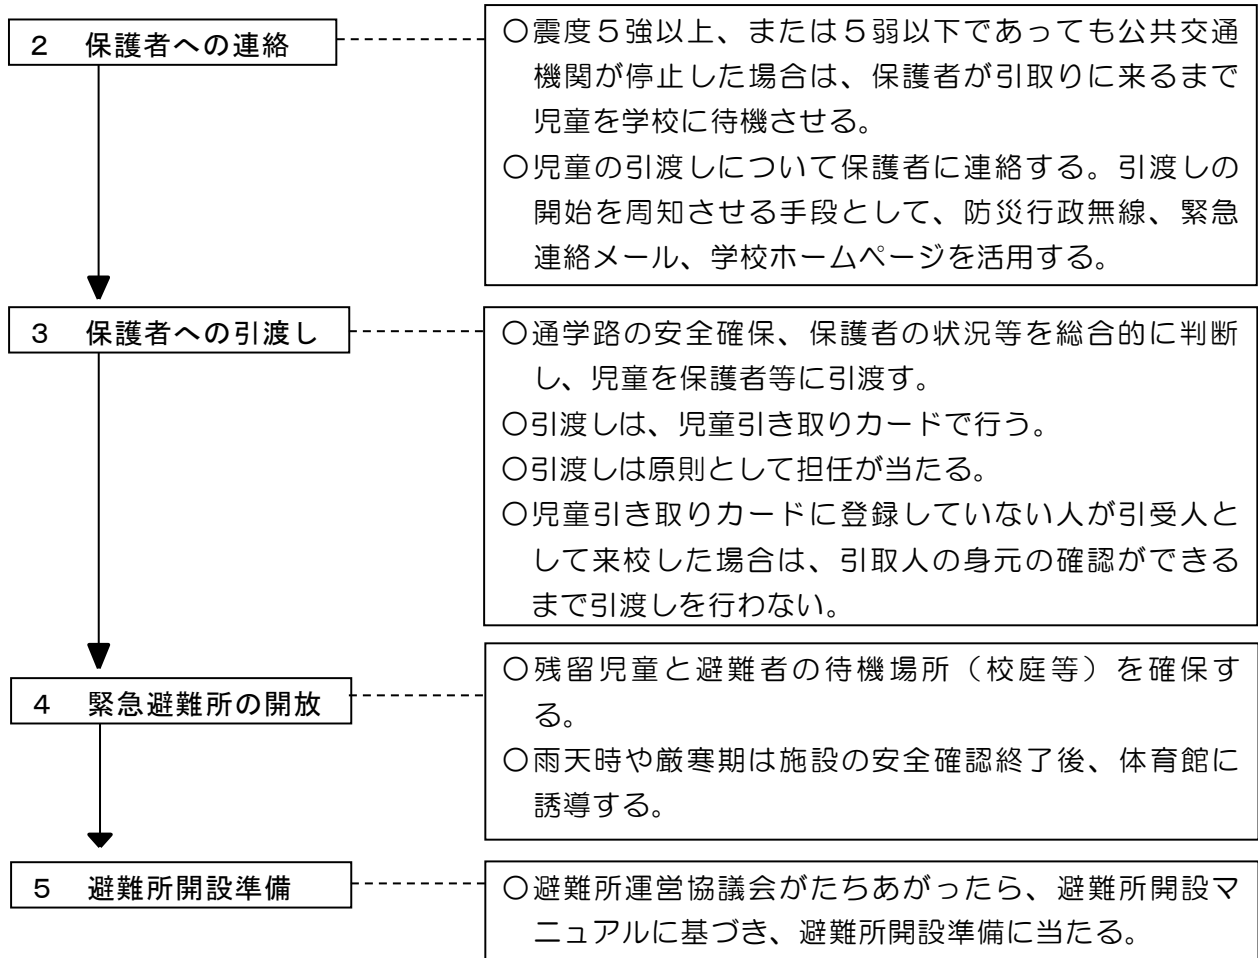 ２　保護者への連絡
〇震度５強以上、または５弱以下であっても公共交通
機関が停止した場合は、保護者が引取りに来るまで
児童を学校に待機させる。
〇児童の引渡しについて保護者に連絡する。引渡しの
開始を周知させる手段として、防災行政無線、緊急
連絡メール、学校ホームページを活用する。
３　保護者への引渡し
〇通学路の安全確保、保護者の状況等を総合的に判断
し、児童を保護者等に引渡す。
〇引渡しは、児童引き取りカードで行う。
〇引渡しは原則として担任が当たる。
〇児童引き取りカードに登録していない人が引受人と
して来校した場合は、引取人の身元の確認ができる
まで引渡しを行わない。
４　緊急避難所の開放
〇残留児童と避難者の待機場所（校庭等）を確保す
る。
〇雨天時や厳寒期は施設の安全確認終了後、体育館に
誘導する。
５　避難所開設準備
〇避難所運営協議会がたちあがったら、避難所開設マ
ニュアルに基づき、避難所開設準備に当たる。